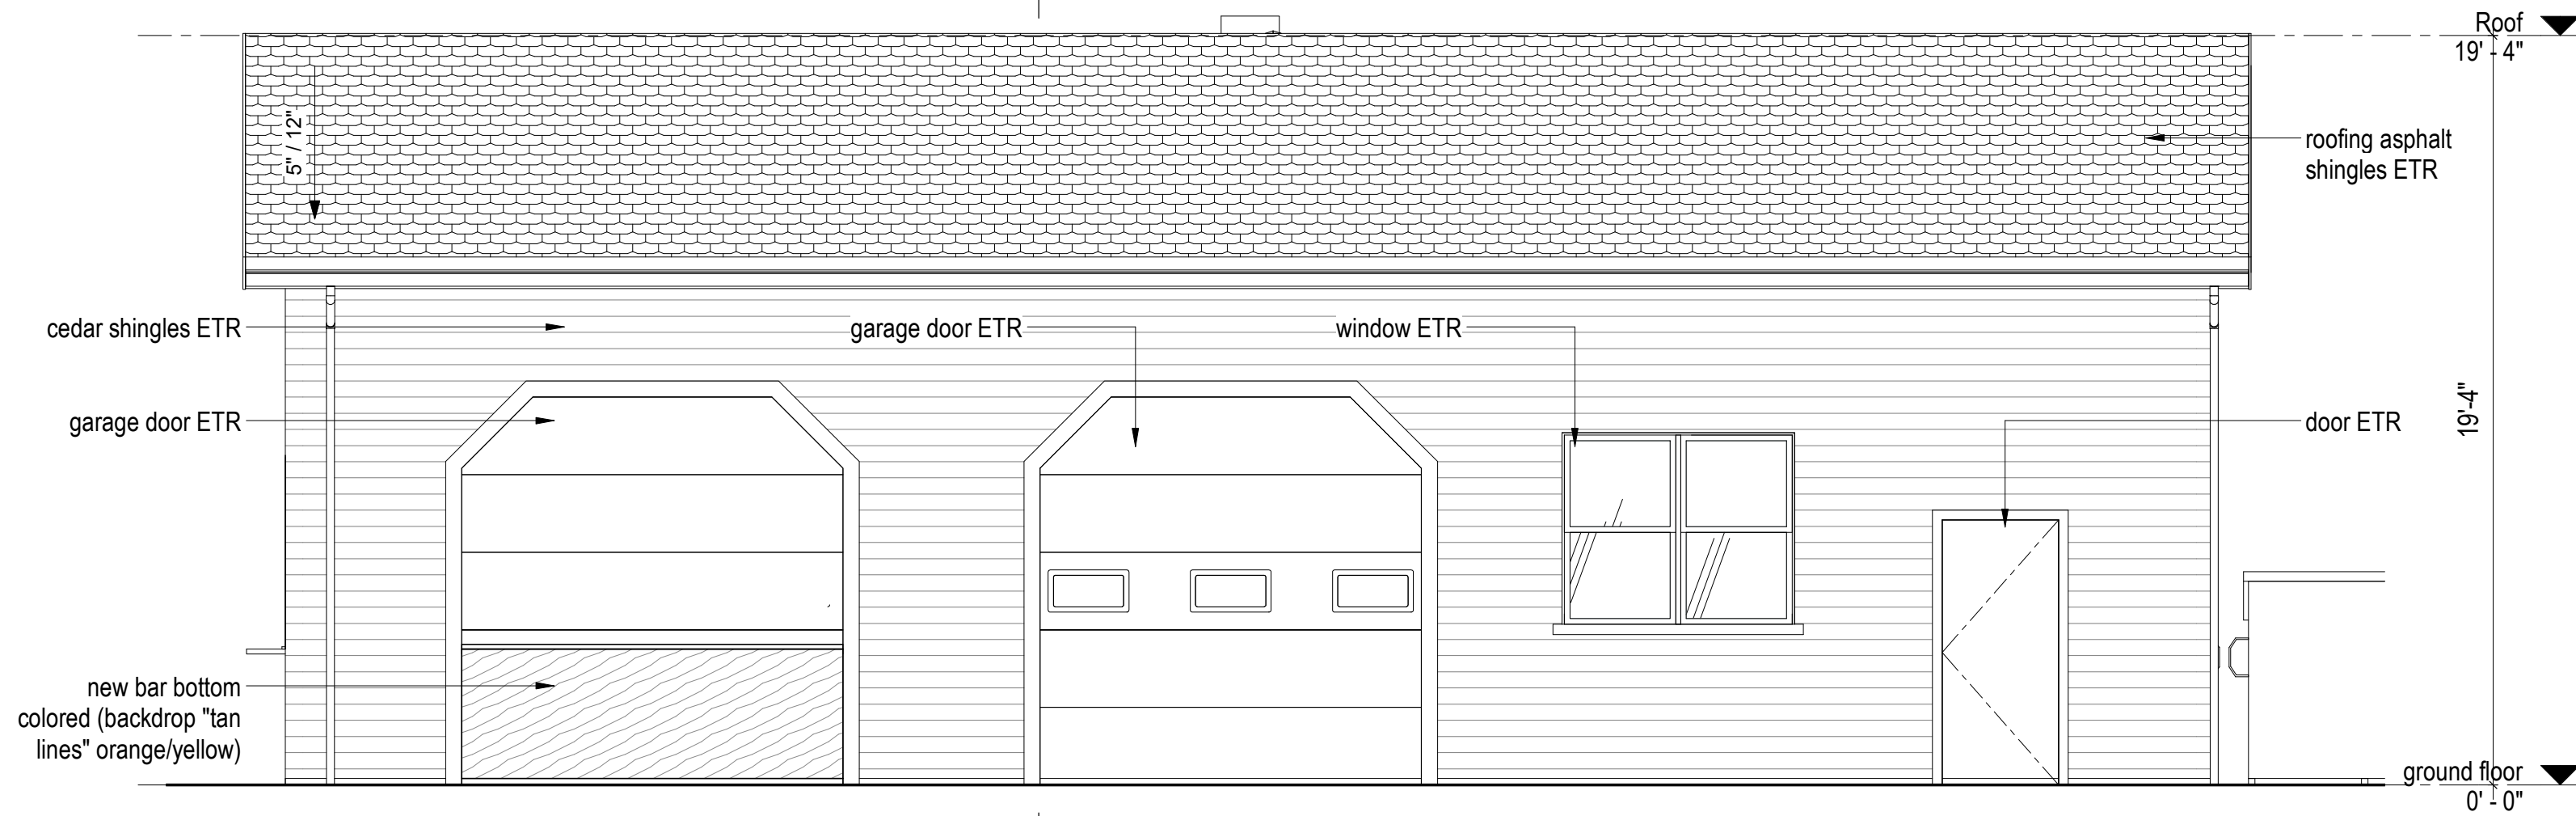 Roof
19' - 4"
5" / 12"
roofing asphalt
shingles ETR
cedar shingles ETR
garage door ETR
window ETR
garage door ETR
door ETR
19'-4"
new bar bottom
colored (backdrop "tan
lines" orange/yellow)
ground floor
0' - 0"